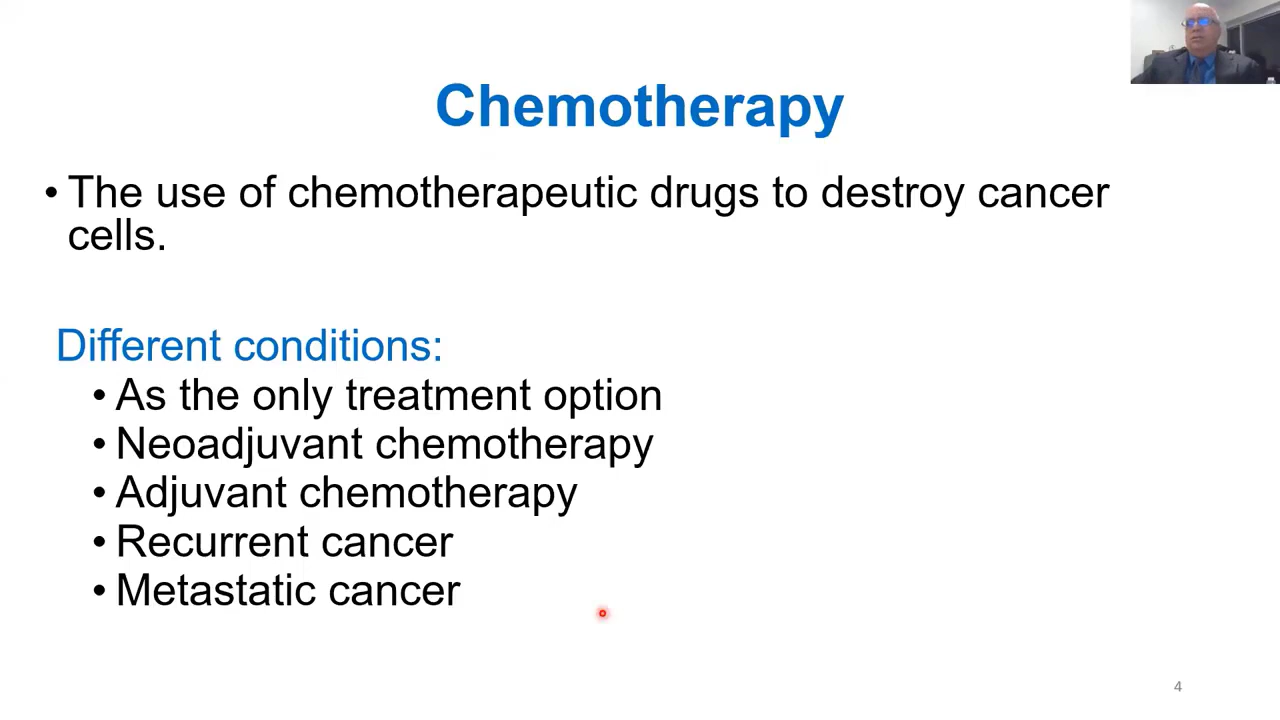 Chemotherapy
• The use of chemotherapeutic drugs to destroy cancer
cells.
Different conditions:
• As the only treatment option
• Neoadjuvant chemotherapy
• Adjuvant chemotherapy
• Recurrent cancer
• Metastatic cancer
4